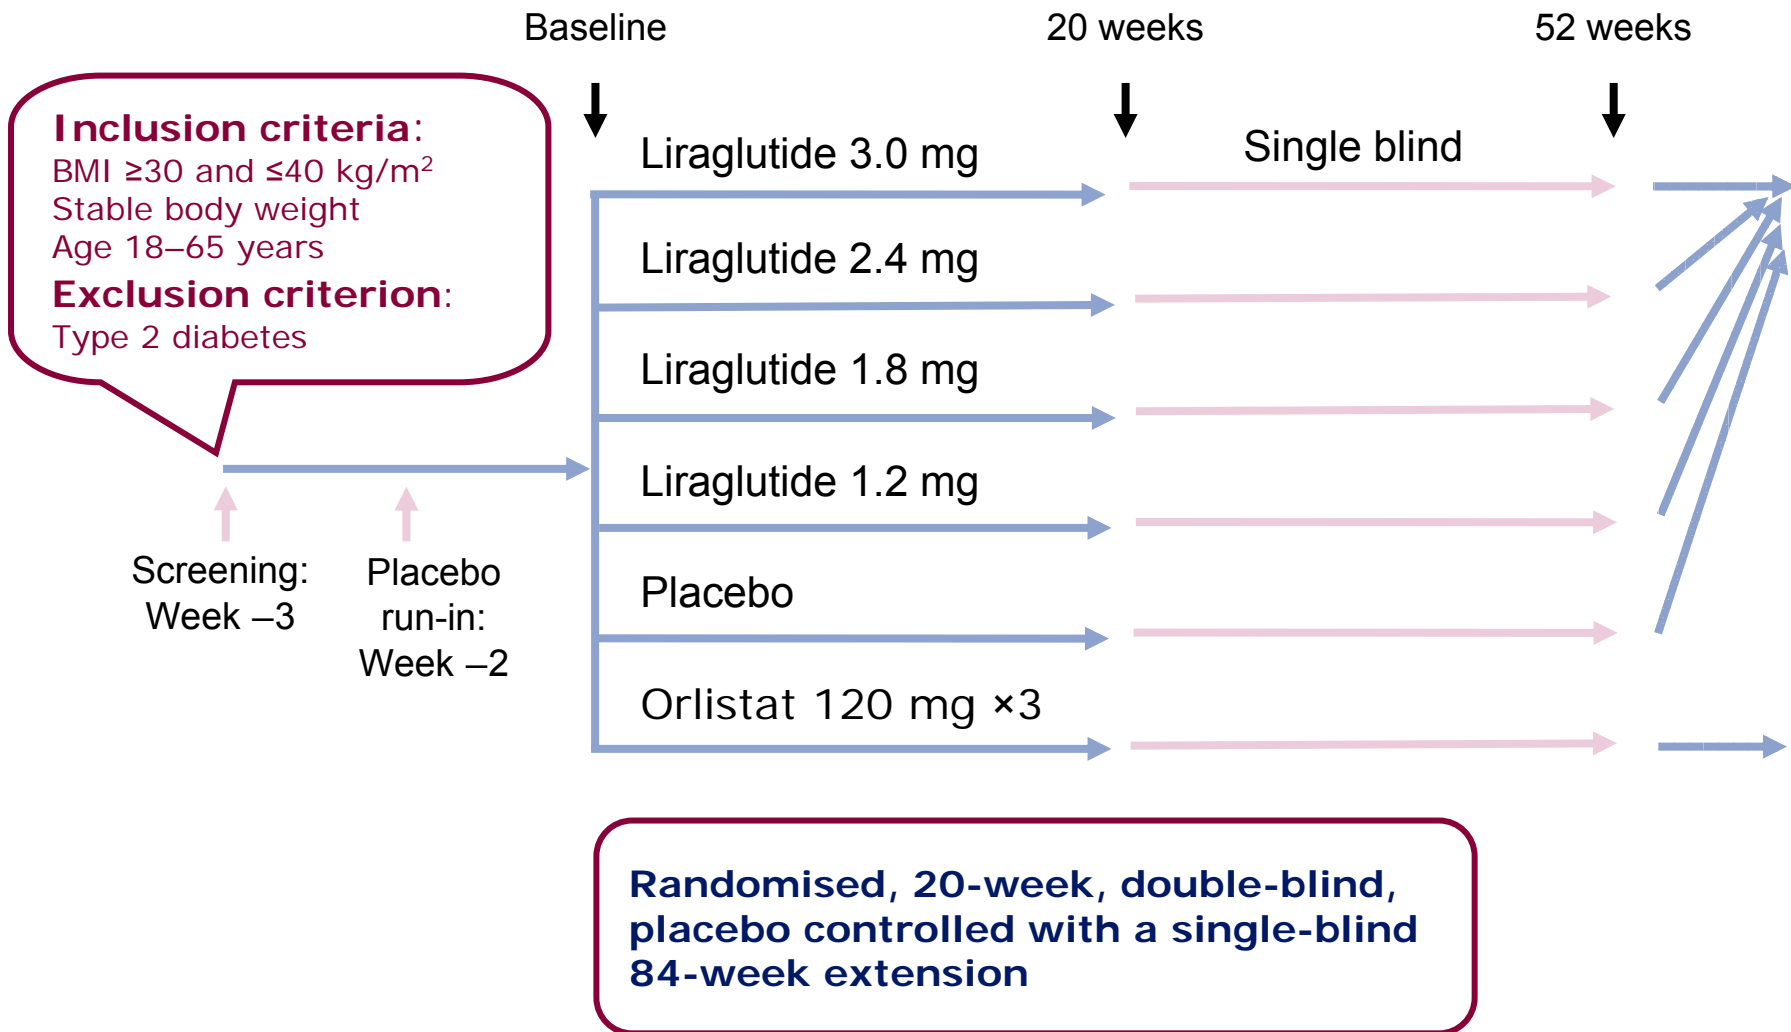 Baseline
20 weeks
52 weeks
Inclusion criteria:
BMI ≥30 and ≤40 kg/m²
Stable body weight
Age 18–65 years
Exclusion criterion:
Type 2 diabetes
Screening:
Week –3
Placebo
run-in:
Week –2
Liraglutide 3.0 mg
Single blind
Liraglutide 2.4 mg
Liraglutide 1.8 mg
Liraglutide 1.2 mg
Placebo
Orlistat 120 mg ×3
Randomised, 20-week, double-blind,
placebo controlled with a single-blind
84-week extension